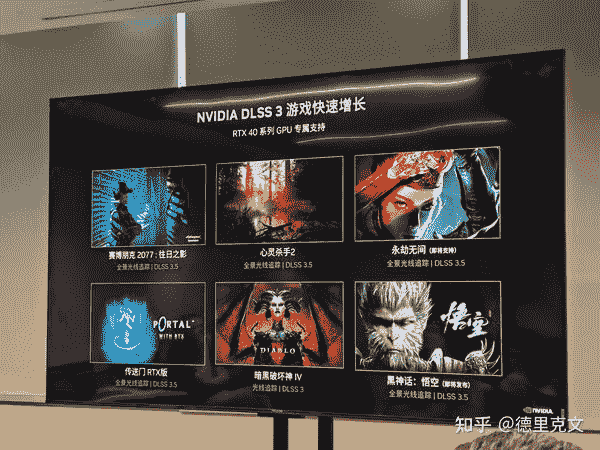 NVIDIA DLSS 3 游戏快速增长
RTX 40 系列 GPU 专属支持
赛博朋克 2077：往日之影
全景光线追踪 | DLSS 3.5
心灵杀手2
全景光线追踪 | DLSS 3.5
永劫无间 (即将支持)
全景光线追踪 | DLSS 3.5
PORTAL
WITH RTX
传送门 RTX版
全景光线追踪 | DLSS 3.5
DIABLO
暗黑破坏神 IV
光线追踪 | DLSS 3
悟空
黑神话：悟空 (即将发布)
全景光线追踪 | DLSS 3.5
NVIDIA
知乎 @德里克文